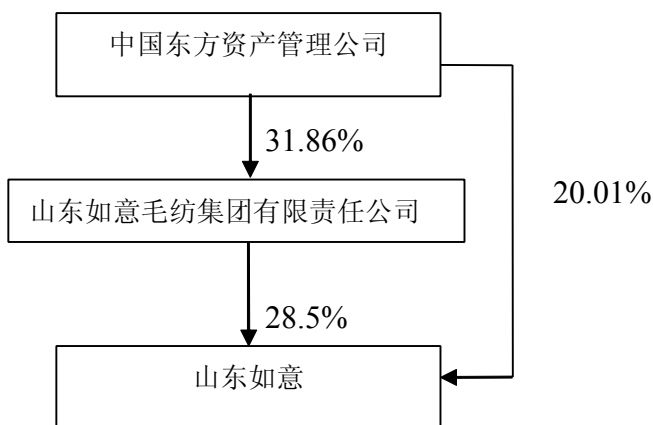 中国东方资产管理公司
31.86%
20.01%
山东如意毛纺集团有限责任公司
28.5%
山东如意